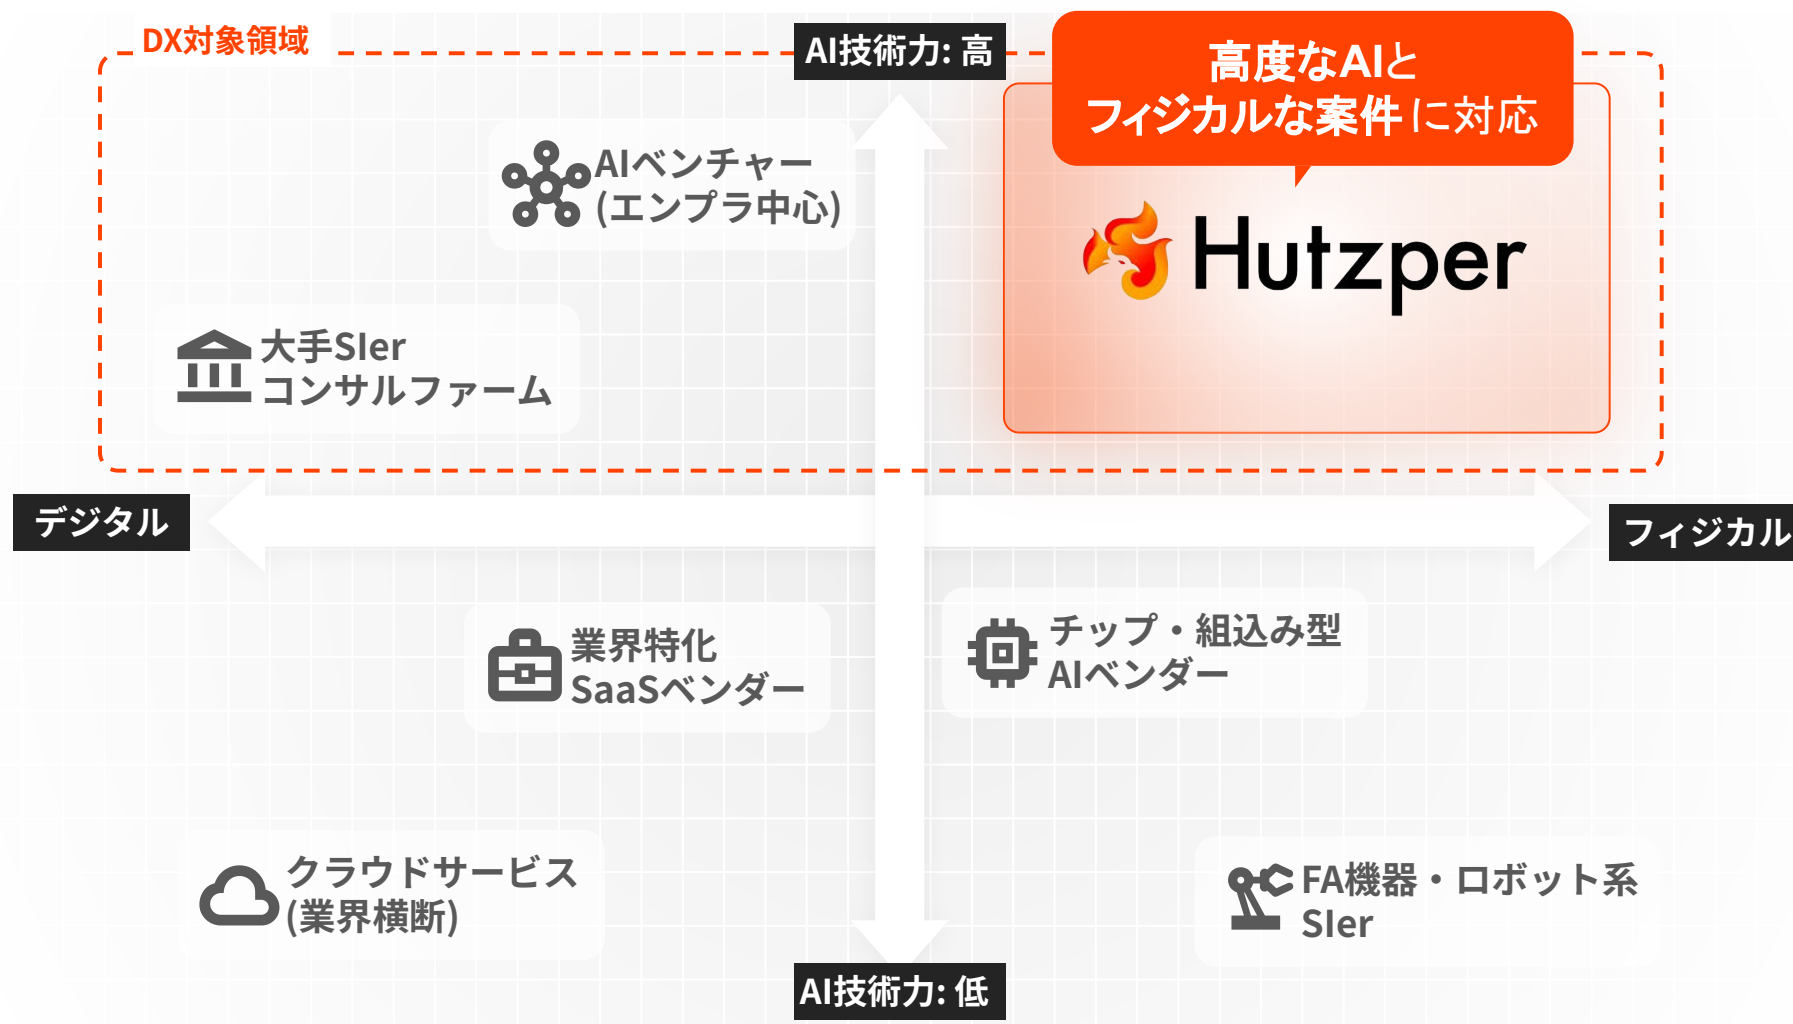 DX対象領域
AI技術力: 高
高度なAIと
フィジカルな案件に対応
Hutzper
AIベンチャー
(エンプラ中心)
大手SIer
コンサルファーム
デジタル
フィジカル
業界特化
SaaSベンダー
チップ・組込み型
AIベンダー
クラウドサービス
(業界横断)
FA機器・ロボット系
SIer
AI技術力: 低